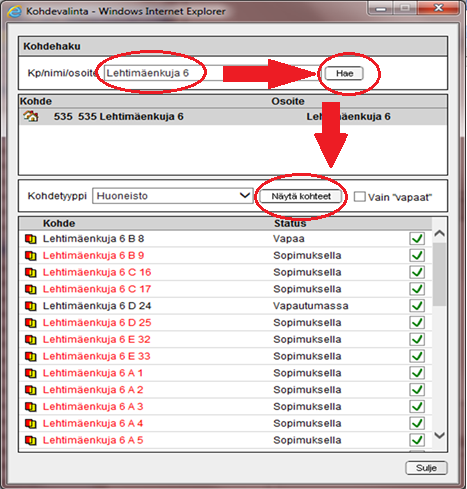 Kohdevalinta - Windows Internet Explorer
Kohdehaku
Kp/nimi/osoite Lehtimäenkuja 6 Hae
Kohde Osoite
535 535 Lehtimäenkuja 6 Lehtimäenkuja 6
Kohdetyyppi Huoneisto Näytä kohteet Vain "vapaat"
Kohde Status
Lehtimäenkuja 6 B 8 Vapaa
Lehtimäenkuja 6 B 9 Sopimuksella
Lehtimäenkuja 6 C 16 Sopimuksella
Lehtimäenkuja 6 C 17 Sopimuksella
Lehtimäenkuja 6 D 24 Vapautumassa
Lehtimäenkuja 6 D 25 Sopimuksella
Lehtimäenkuja 6 E 32 Sopimuksella
Lehtimäenkuja 6 E 33 Sopimuksella
Lehtimäenkuja 6 A 1 Sopimuksella
Lehtimäenkuja 6 A 2 Sopimuksella
Lehtimäenkuja 6 A 3 Sopimuksella
Lehtimäenkuja 6 A 4 Sopimuksella
Lehtimäenkuja 6 A 5 Sopimuksella
Sulje